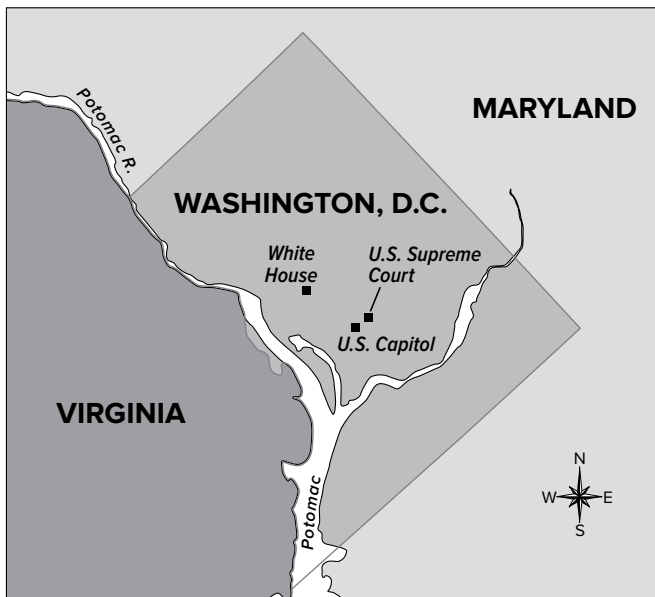 Potomac R.
MARYLAND
WASHINGTON, D.C.
White
House
U.S. Supreme
Court
U.S. Capitol
VIRGINIA
N
W
E
S
Potomac